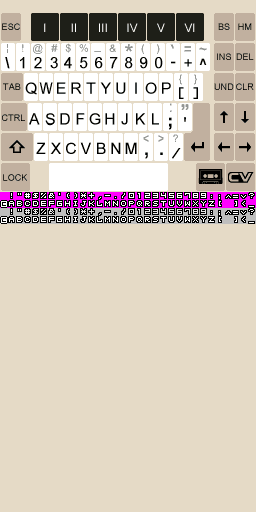 ESC I II III IV V VI BS HM
| ! @ # $ % _ & * ( ) ` = ~
\ 1 2 3 4 5 6 7 8 9 0 - + ^ INS DEL
TAB Q W E R T Y U I O P { } [ ] UND CLR
CTRL A S D F G H J K L : ; " '
Z X C V B N M < , > . ? /
LOCK CV
!"#$%&'()*+,-./0123456789:;<=>?
@ABCDEFGHIJKLMNOPQRSTUVWXYZ
!"#$%&'()*+,-./0123456789:;<=>?
@ABCDEFGHIJKLMNOPQRSTUVWXYZ